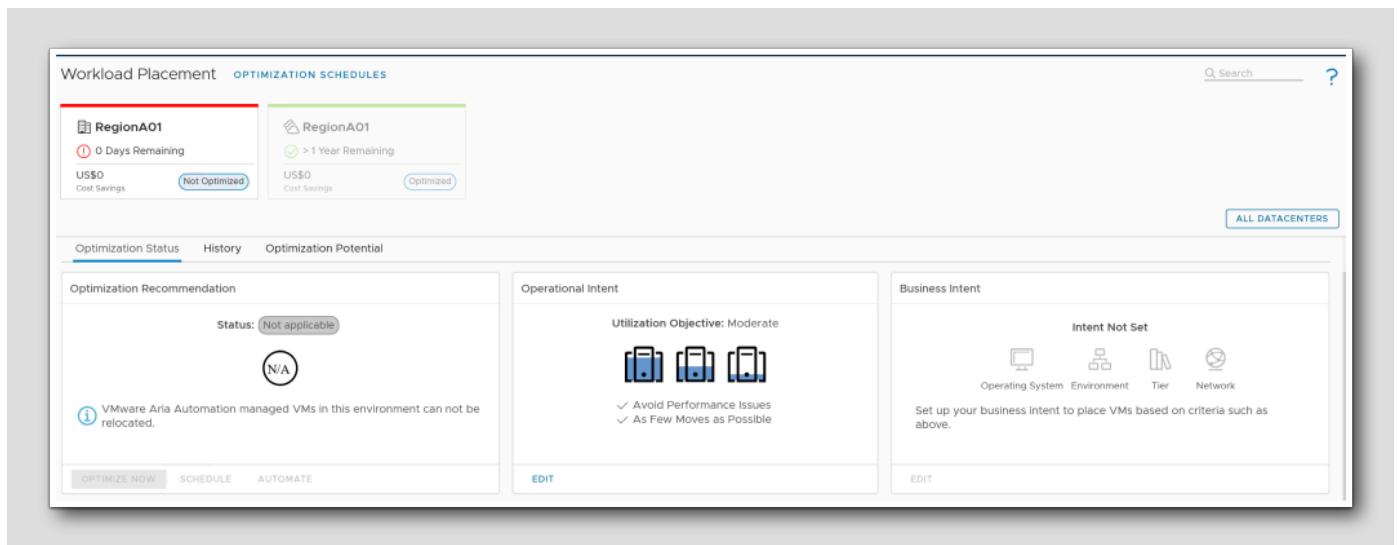 Workload Placement OPTIMIZATION SCHEDULES
Search ?
RegionA01
0 Days Remaining
US$0
Cost Savings
Not Optimized
RegionA01
> 1 Year Remaining
US$0
Cost Savings
Optimized
ALL DATACENTERS
Optimization Status History Optimization Potential
Optimization Recommendation
Status: Not applicable
N/A
VMware Aria Automation managed VMs in this environment can not be
relocated.
OPTIMIZE NOW SCHEDULE AUTOMATE
Operational Intent
Utilization Objective: Moderate
Avoid Performance Issues
As Few Moves as Possible
EDIT
Business Intent
Intent Not Set
Operating System Environment Tier Network
Set up your business intent to place VMs based on criteria such as
above.
EDIT